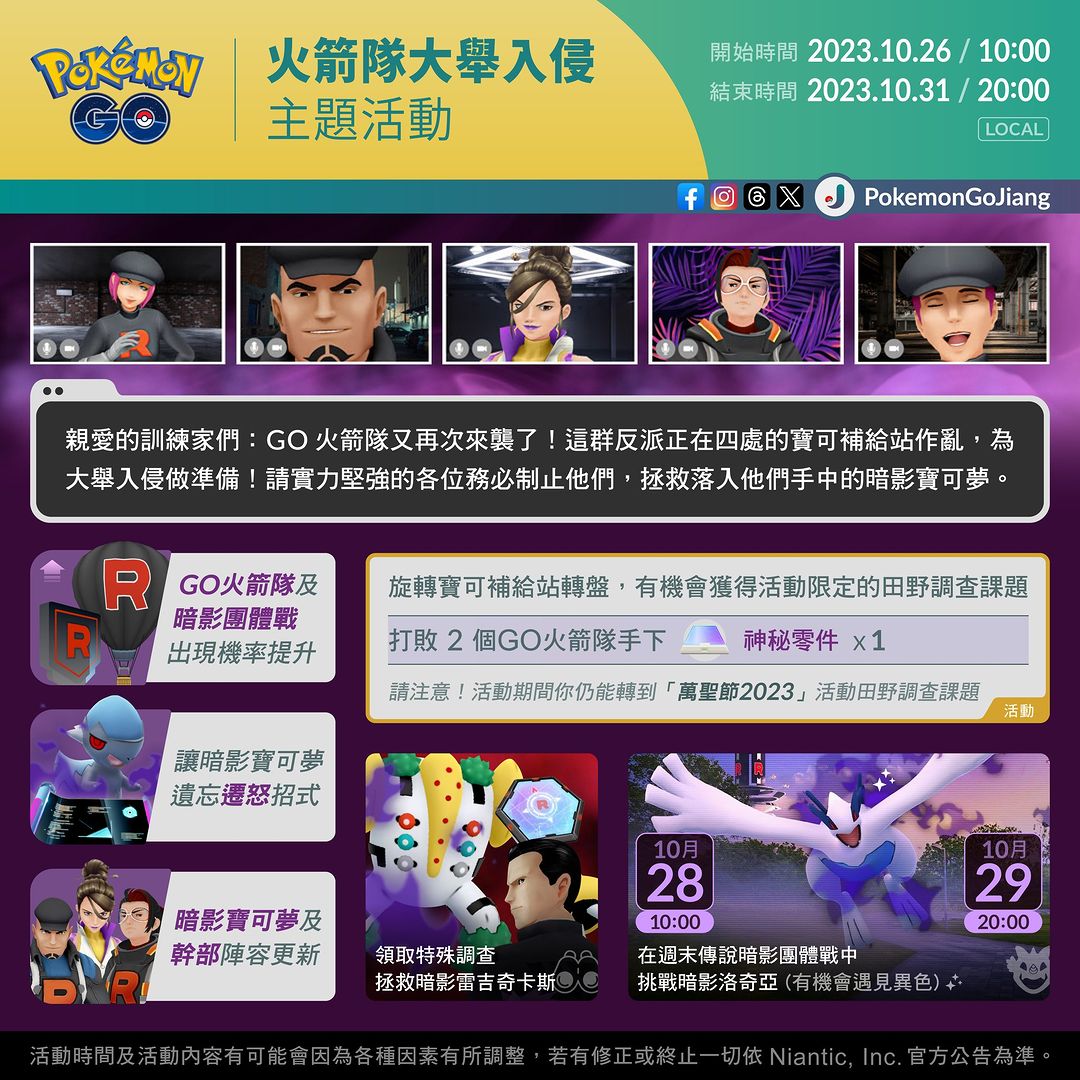 POKÉMON GO
火箭隊大舉入侵
主題活動
開始時間 2023.10.26 / 10:00
結束時間 2023.10.31 / 20:00
LOCAL
PokemonGoJiang
親愛的訓練家們：GO 火箭隊又再次來襲了！這群反派正在四處的寶可補給站作亂，為
大舉入侵做準備！請實力堅強的各位務必制止他們，拯救落入他們手中的暗影寶可夢。
GO火箭隊及
暗影團體戰
出現機率提升
讓暗影寶可夢
遺忘遷怒招式
暗影寶可夢及
幹部陣容更新
旋轉寶可補給站轉盤，有機會獲得活動限定的田野調查課題
打敗 2 個GO火箭隊手下 神秘零件 x 1
請注意！活動期間你仍能轉到「萬聖節2023」活動田野調查課題
活動
領取特殊調查
拯救暗影雷吉奇卡斯
10月
28
10:00
10月
29
20:00
在週末傳說暗影團體戰中
挑戰暗影洛奇亞 (有機會遇見異色)
活動時間及活動內容有可能會因為各種因素有所調整，若有修正或終止一切依 Niantic, Inc. 官方公告為準。